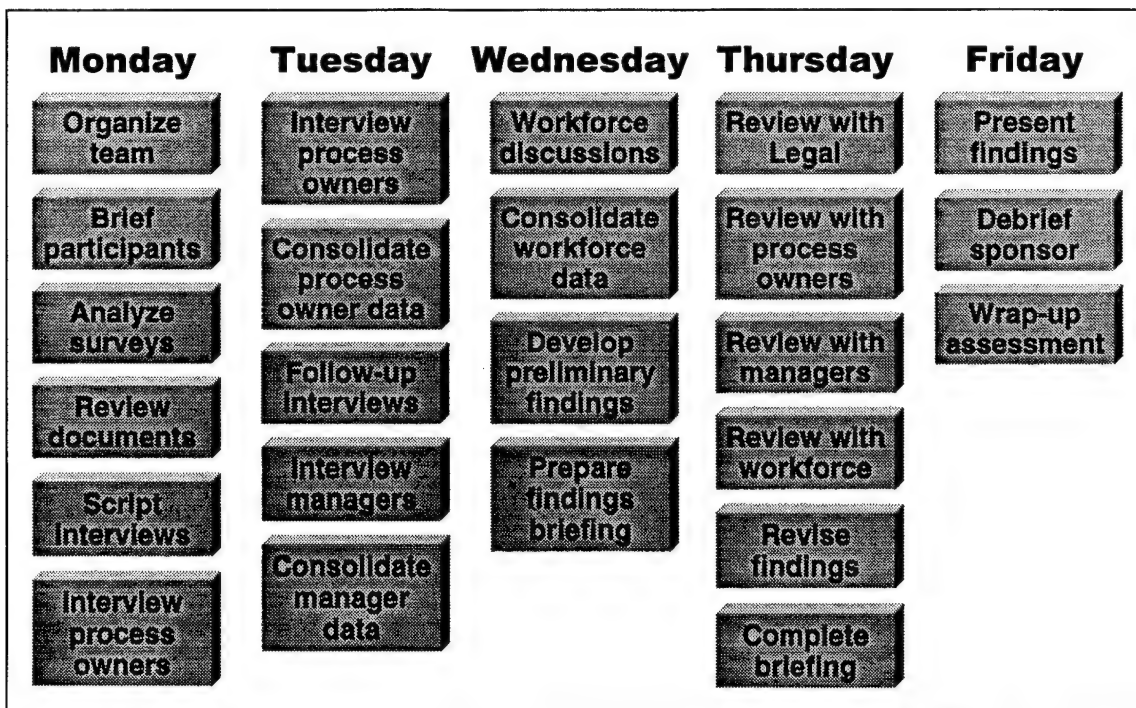 Monday
Organize
team
Brief
participants
Analyze
surveys
Review
documents
Script
Interviews
Interview
process
owners
Tuesday
Interview
process
owners
Consolidate
process
owner data
Follow-up
Interviews
Interview
managers
Consolidate
manager
data
Wednesday
Workforce
discussions
Consolidate
workforce
data
Develop
preliminary
findings
Prepare
findings
briefing
Thursday
Review with
Legal
Review with
process
owners
Review with
managers
Review with
workforce
Revise
findings
Complete
briefing
Friday
Present
findings
Debrief
sponsor
Wrap-up
assessment